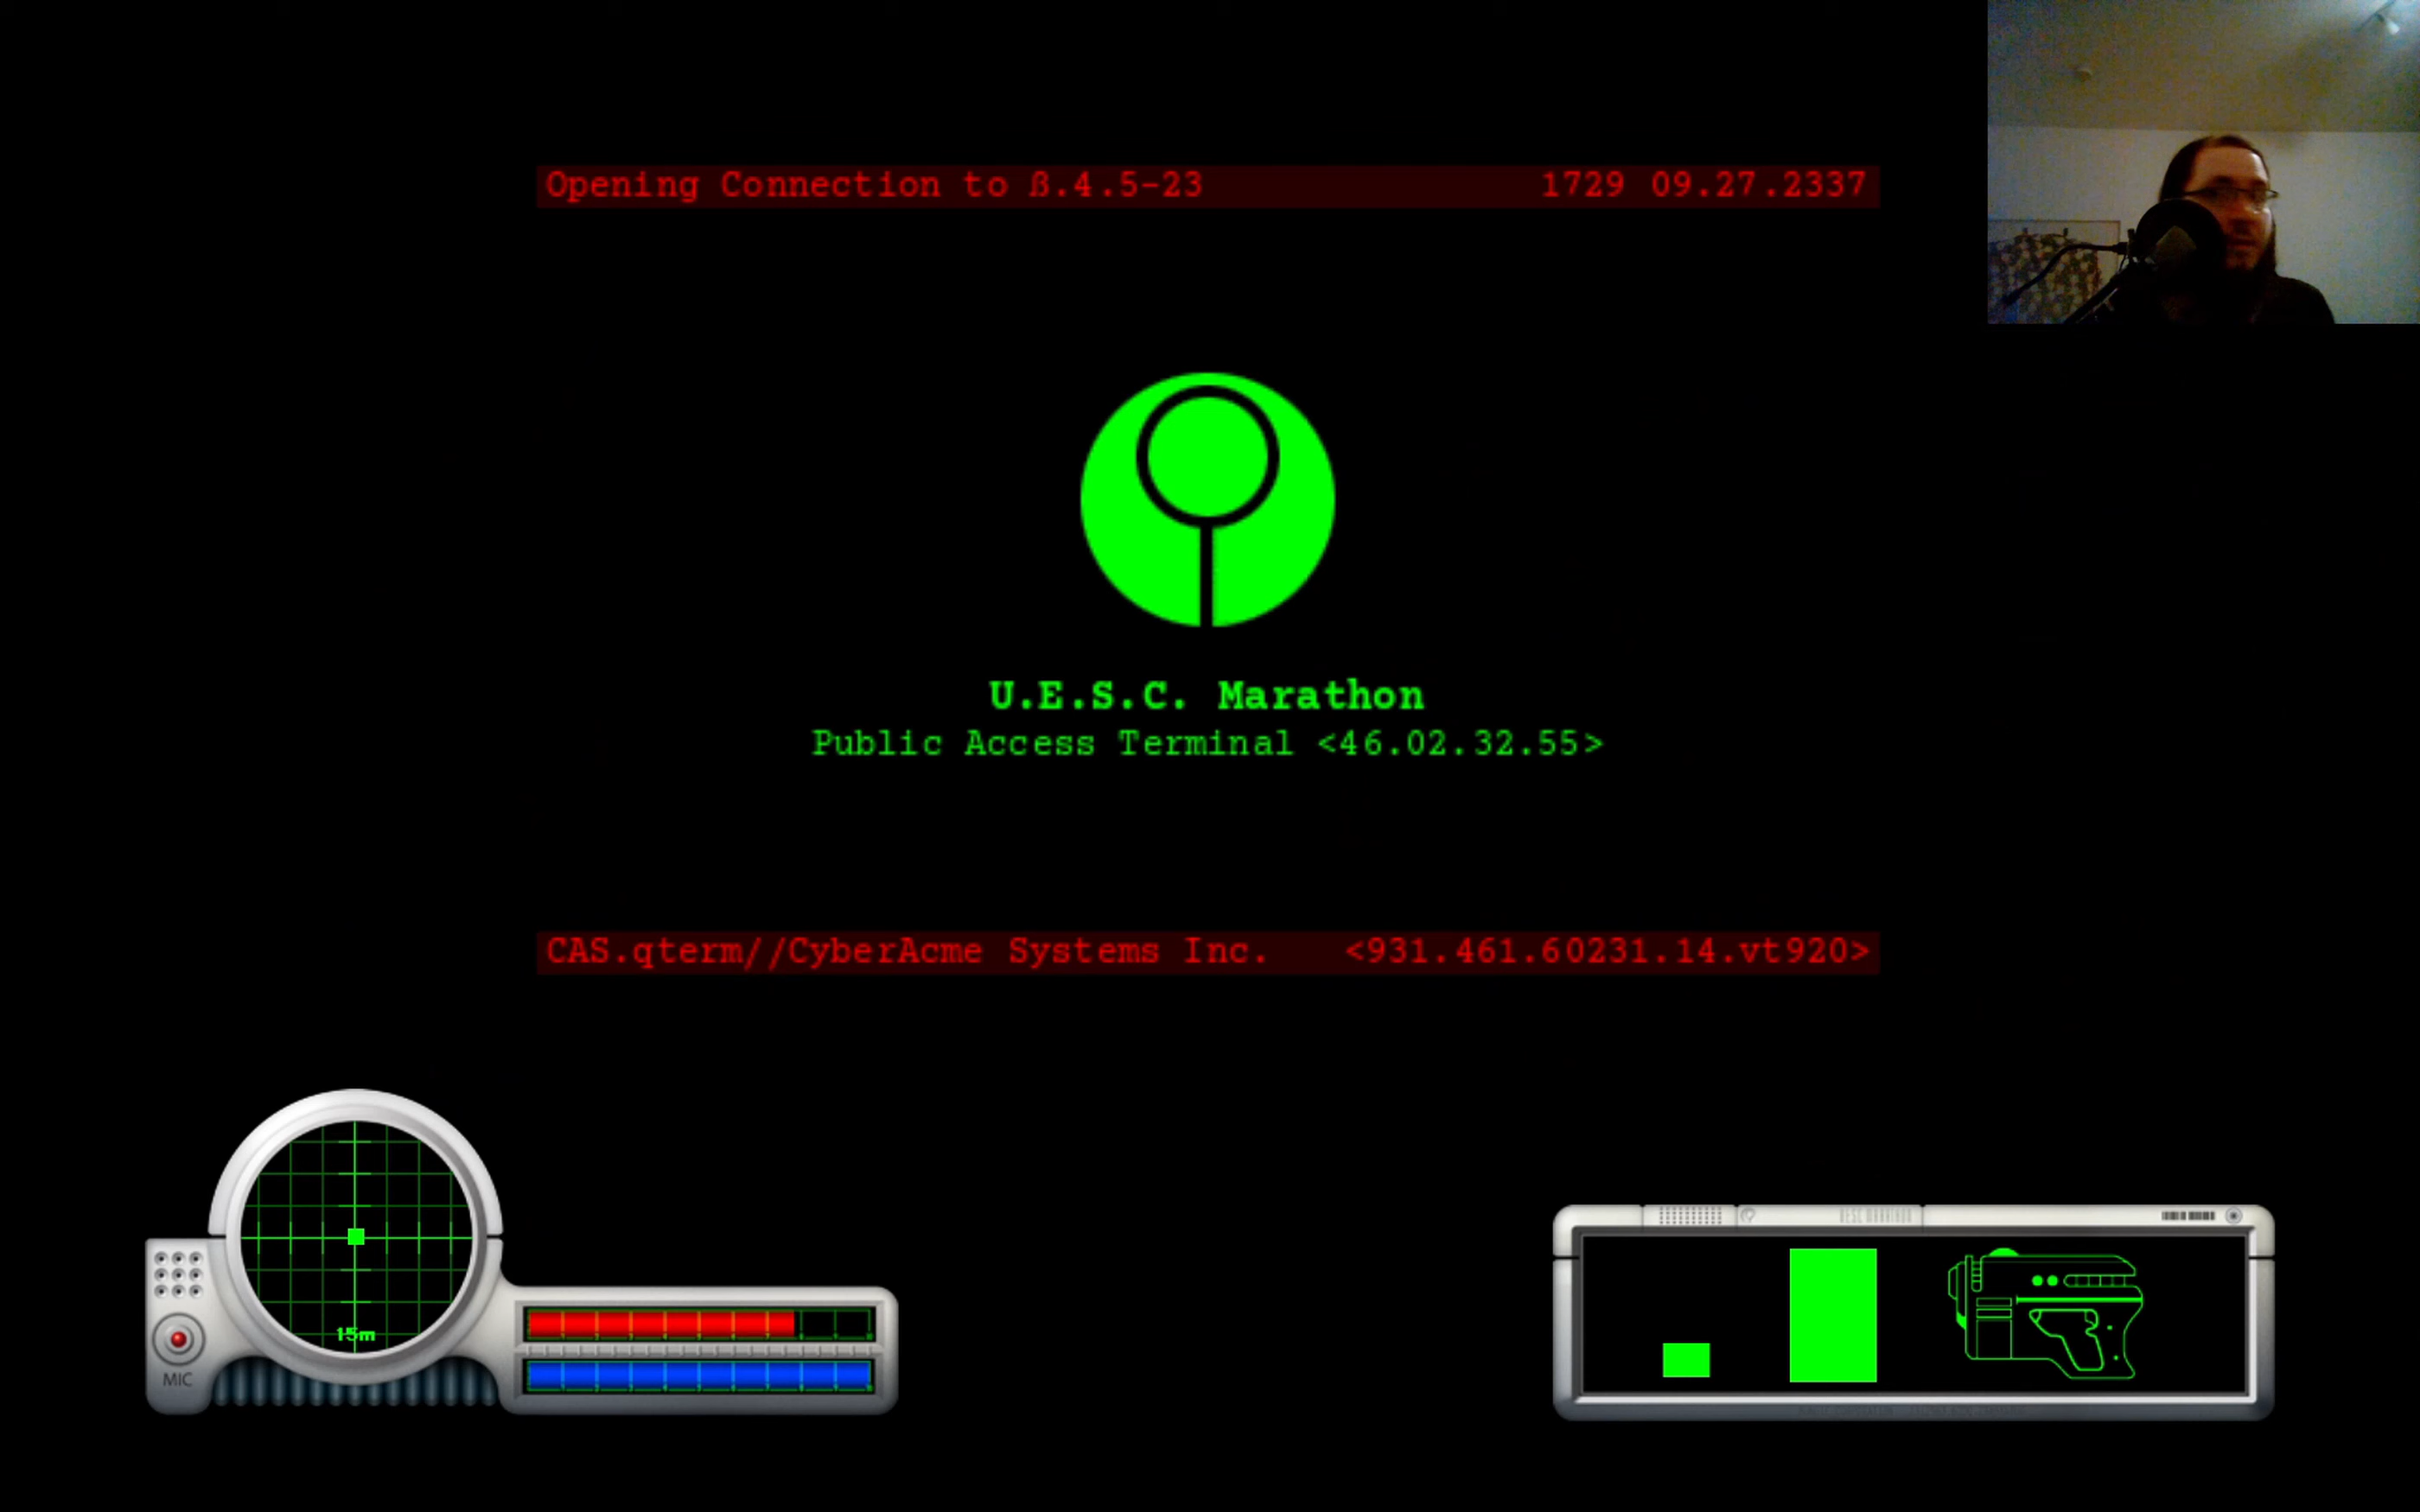 Opening Connection to ß.4.5-23 1729 09.27.2337
U.E.S.C. Marathon
Public Access Terminal <46.02.32.55>
CAS.qterm//CyberAcme Systems Inc. <931.461.60231.14.vt920>
15m
MIC